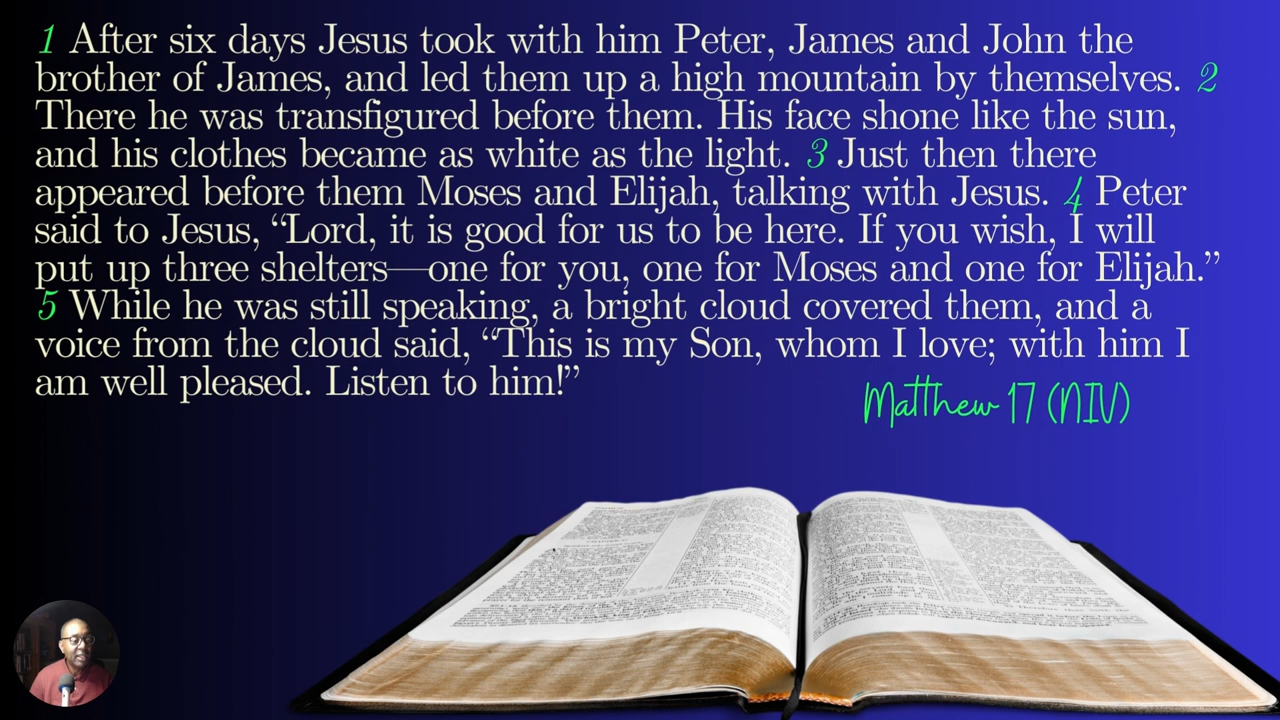 1 After six days Jesus took with him Peter, James and John the
brother of James, and led them up a high mountain by themselves. 2
There he was transfigured before them. His face shone like the sun,
and his clothes became as white as the light. 3 Just then there
appeared before them Moses and Elijah, talking with Jesus. 4 Peter
said to Jesus, “Lord, it is good for us to be here. If you wish, I will
put up three shelters—one for you, one for Moses and one for Elijah.”
5 While he was still speaking, a bright cloud covered them, and a
voice from the cloud said, “This is my Son, whom I love; with him I
am well pleased. Listen to him!”
Matthew 17 (NIV)